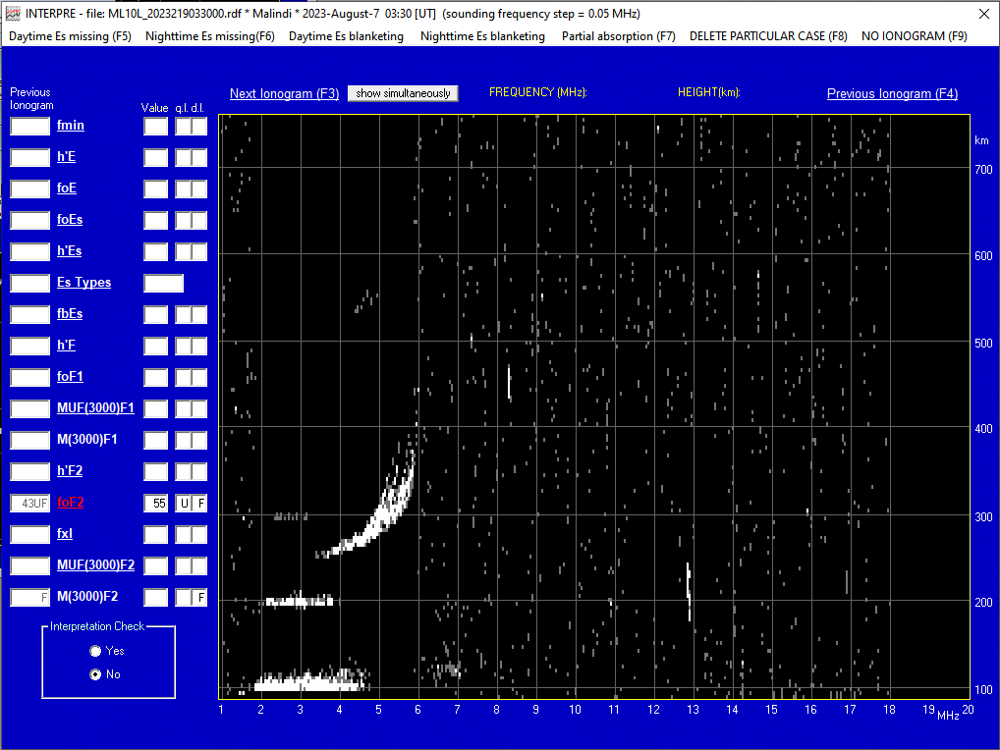 INTERPRE - file: ML10L_2023219033000.rdf * Malindi * 2023-August-7  03:30 [UT]  (sounding frequency step = 0.05 MHz)
Daytime Es missing (F5)  Nighttime Es missing(F6)  Daytime Es blanketing  Nighttime Es blanketing  Partial absorption (F7)  DELETE PARTICULAR CASE (F8)  NO IONOGRAM (F9)
Previous
Ionogram
Value q.l. d.l.
Next Ionogram (F3)  show simultaneously  FREQUENCY (MHz):  HEIGHT(km):  Previous Ionogram (F4)
fmin
h'E
foE
foEs
h'Es
Es Types
fbEs
h'F
foF1
MUF(3000)F1
M(3000)F1
h'F2
43UF foF2 55 U F
fxI
MUF(3000)F2
F M(3000)F2 F
Interpretation Check
Yes
No
km
700
600
500
400
300
200
100
1 2 3 4 5 6 7 8 9 10 11 12 13 14 15 16 17 18 19 20
MHz